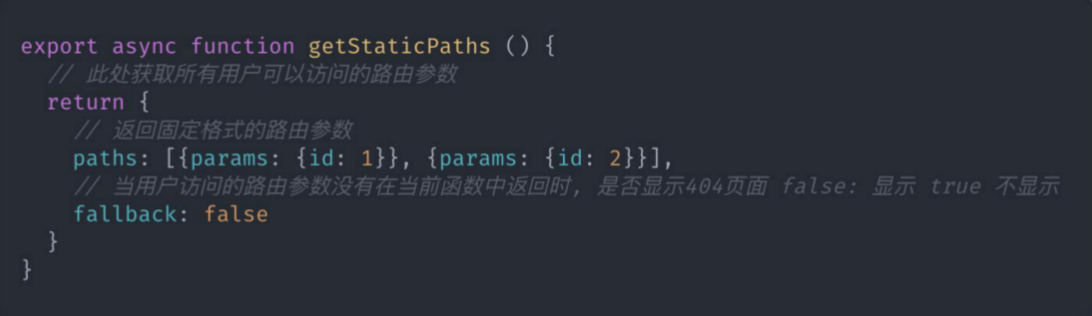 export async function getStaticPaths () {
// 此处获取所有用户可以访问的路由参数
return {
// 返回固定格式的路由参数
paths: [{params: {id: 1}}, {params: {id: 2}}],
// 当用户访问的路由参数没有在当前函数中返回时, 是否显示404页面 false: 显示 true 不显示
fallback: false
}
}